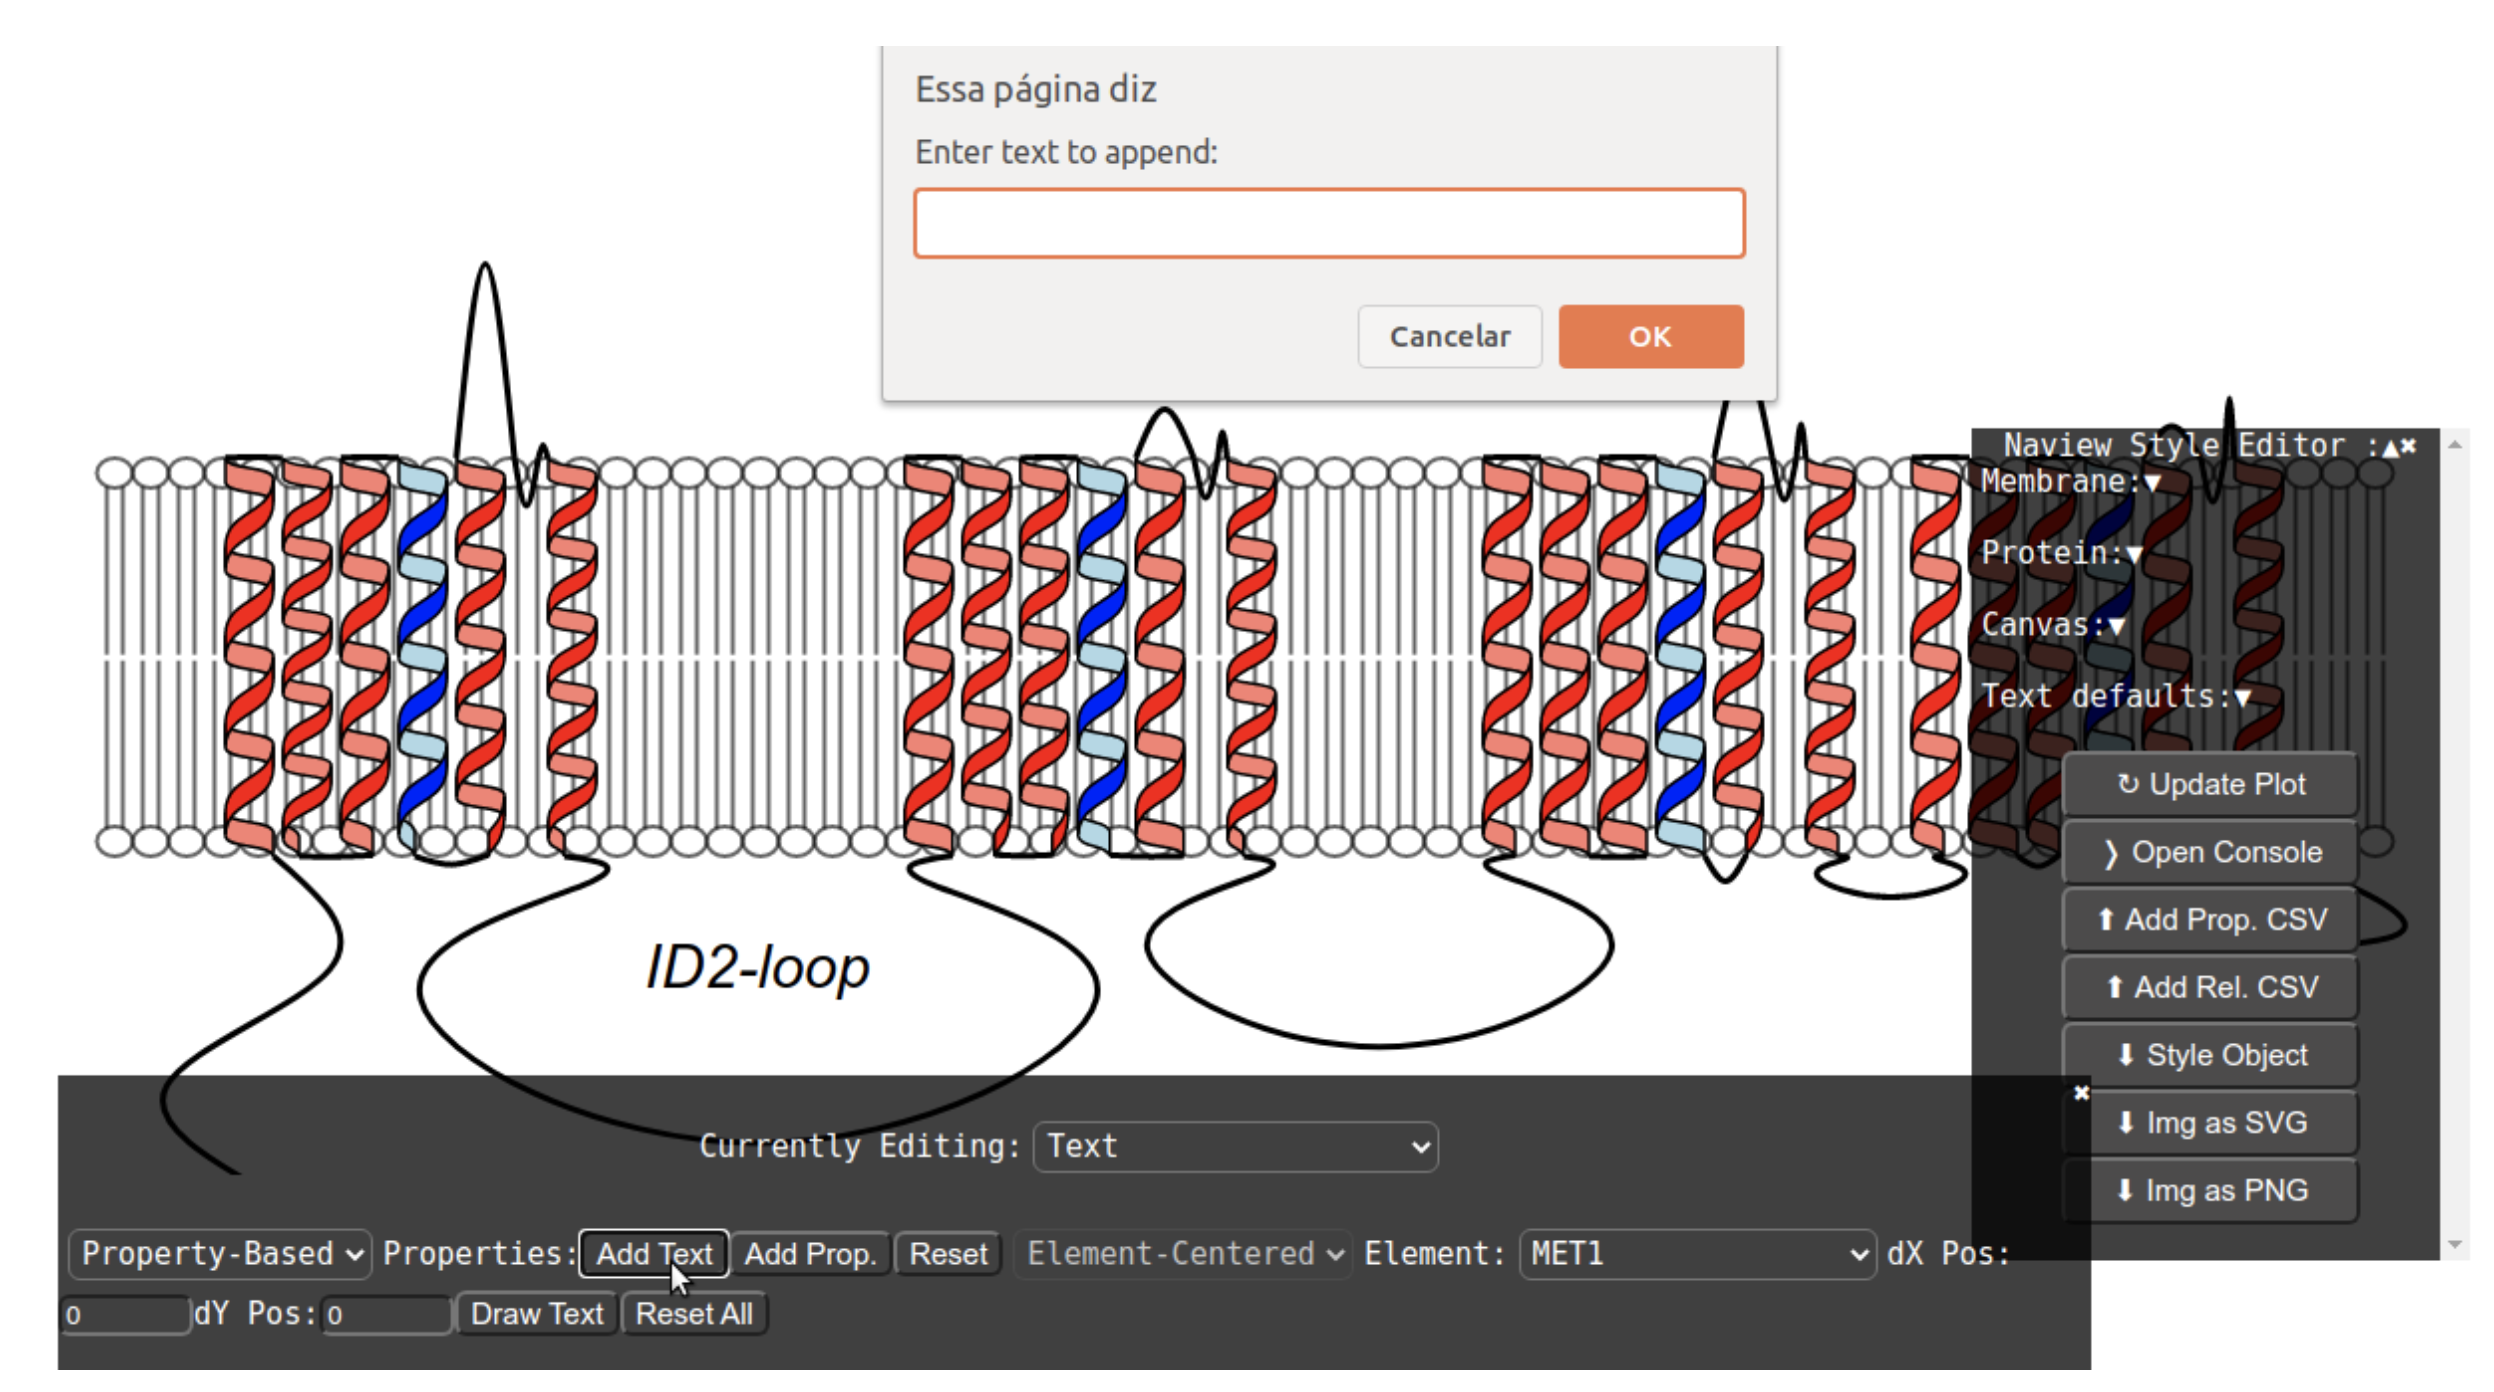 Essa página diz
Enter text to append:
Cancelar OK
Naview Style Editor :▲✖
Membrane:▼
Protein:▼
Canvas:▼
Text defaults:▼
↻ Update Plot
❭ Open Console
⬆ Add Prop. CSV
⬆ Add Rel. CSV
⬇ Style Object
⬇ Img as SVG
⬇ Img as PNG
ID2-loop
✖
Currently Editing: Text
Property-Based Properties: Add Text Add Prop. Reset Element-Centered Element: MET1 dX Pos:
0 dY Pos: 0 Draw Text Reset All